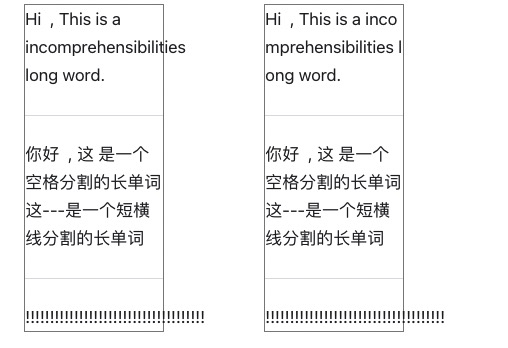 Hi ，This is a
incomprehensibilities
long word.
你好 ，这 是一个
空格分割的长单词
这---是一个短横
线分割的长单词
!!!!!!!!!!!!!!!!!!!!!!!!!!!!!!!!!!!!!
Hi ，This is a inco
mprehensibilities l
ong word.
你好 ，这 是一个
空格分割的长单词
这---是一个短横
线分割的长单词
!!!!!!!!!!!!!!!!!!!!!!!!!!!!!!!!!!!!!